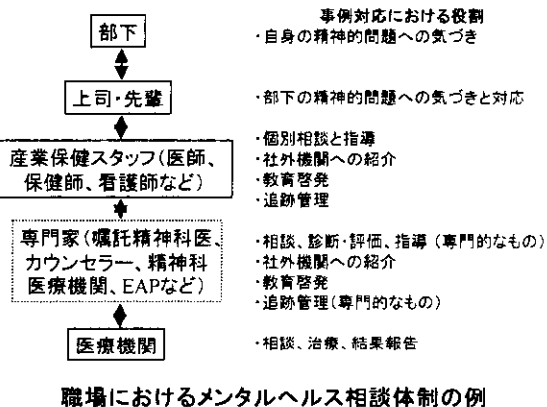 事例対応における役割
部下
・自身の精神的問題への気づき
上司・先輩
・部下の精神的問題への気づきと対応
産業保健スタッフ(医師、
保健師、看護師など)
・個別相談と指導
・社外機関への紹介
・教育啓発
・追跡管理
専門家(嘱託精神科医、
カウンセラー、精神科
医療機関、EAPなど)
・相談、診断・評価、指導(専門的なもの)
・社外機関への紹介
・教育啓発
・追跡管理(専門的なもの)
医療機関
・相談、治療、結果報告
職場におけるメンタルヘルス相談体制の例